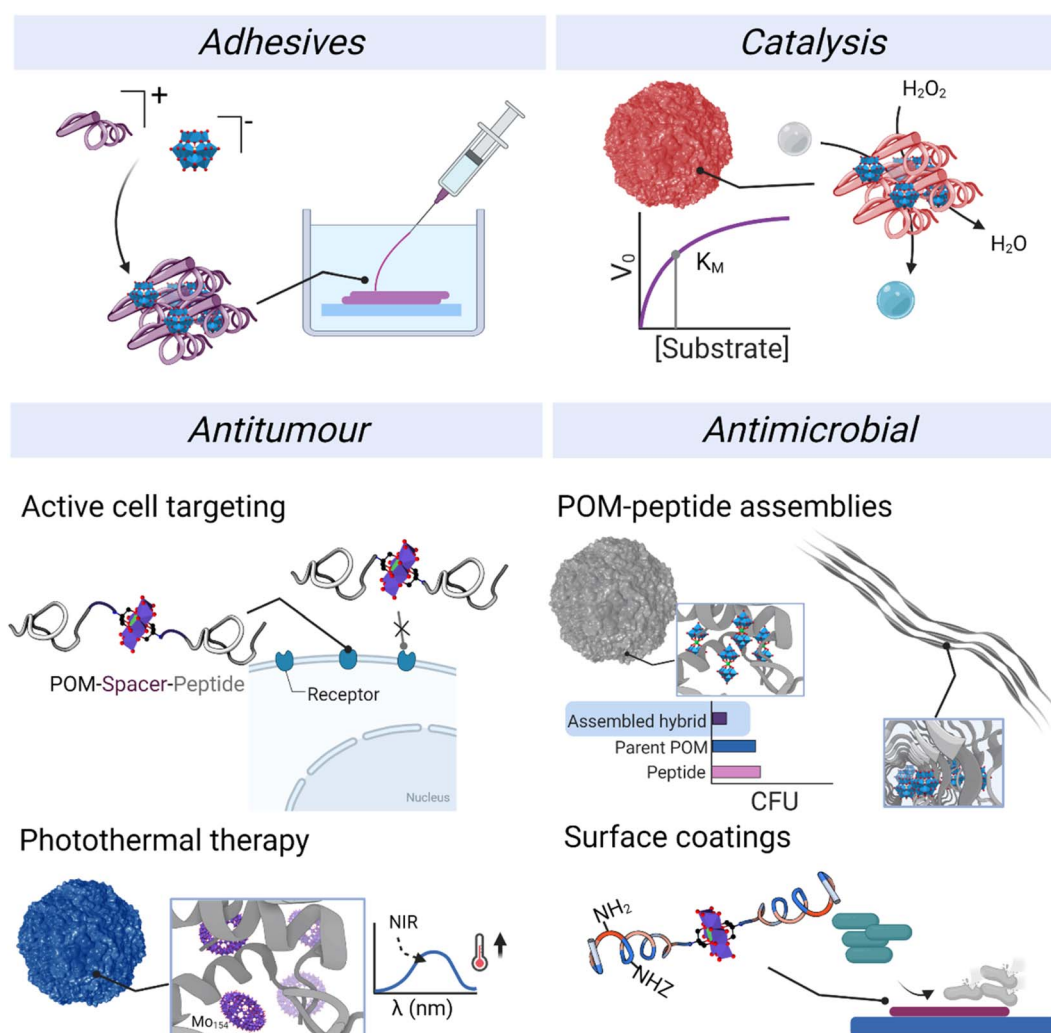 Adhesives
+
-
Catalysis
H₂O₂
H₂O
V₀
K_M
[Substrate]
Antitumour
Active cell targeting
POM-Spacer-Peptide
Receptor
Nucleus
Photothermal therapy
Mo₁₅₄
NIR
λ (nm)
Antimicrobial
POM-peptide assemblies
Assembled hybrid
Parent POM
Peptide
CFU
Surface coatings
NH₂
NHZ